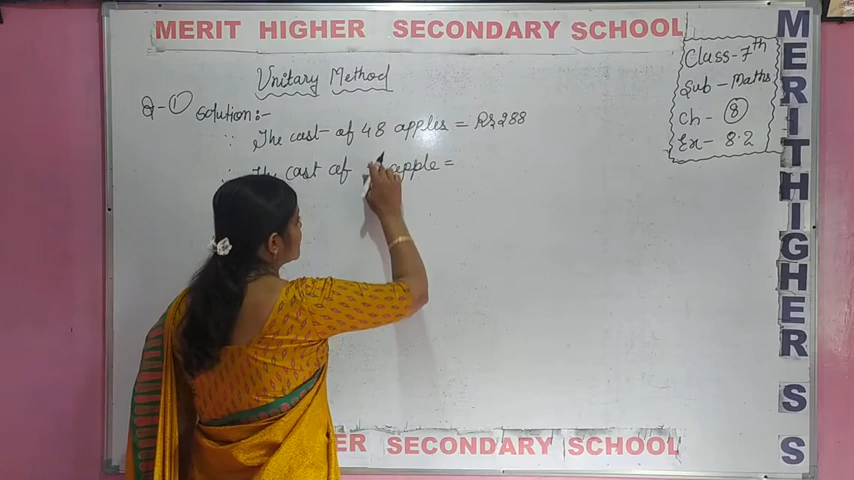 MERIT HIGHER SECONDARY SCHOOL
Unitary Method
Q-① Solution:-
∵ The cost of 48 apples = Rs 288
cost of apple =
Class-7th
Sub-Maths
Ch-⑧
Ex-8.2
MERIT HIGHER S S
ER SECONDARY SCHOOL